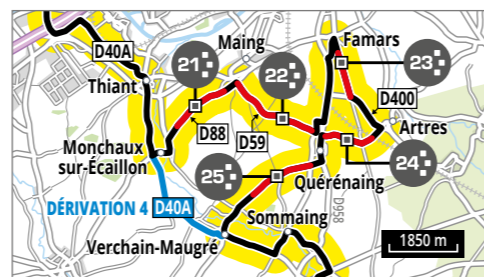 D40A
21
Maing
Famars
23
22
Thiant
D400
D88
D59
Artres
Monchaux
sur-Écaillon
25
24
Quérénaing
DÉRIVATION 4 D40A
Sommaing
D958
Verchain-Maugré
1850 m